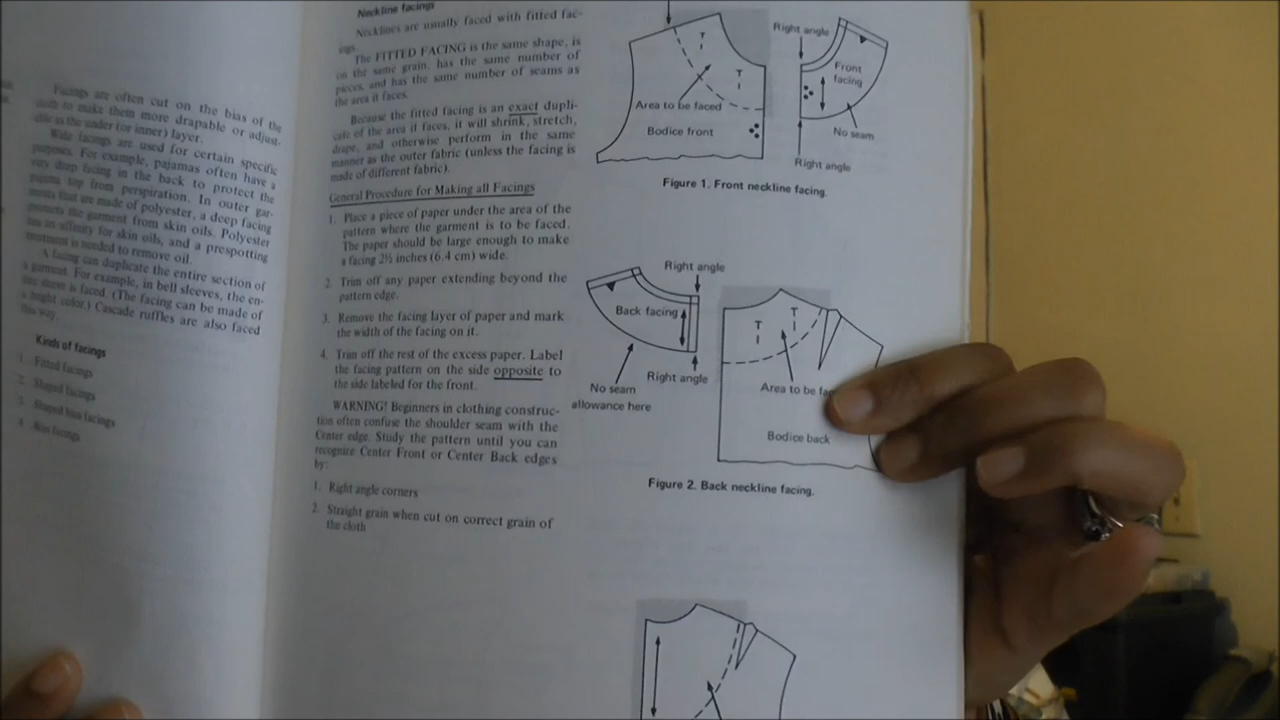 Facings are often cut on the bias of the
cloth to make them more drapable or adjust-
able as the under (or inner) layer.
Wide facings are used for certain specific
purposes. For example, pajamas often have a
very deep facing in the back to protect the
pajama top from perspiration. In outer gar-
ments that are made of polyester, a deep facing
protects the garment from skin oils. Polyester
has an affinity for skin oils, and a prespotting
treatment is needed to remove oil.
A facing can duplicate the entire section of
a garment. For example, in bell sleeves, the en-
tire sleeve is faced. (The facing can be made of
a bright color.) Cascade ruffles are also faced
this way.
Kinds of facings
1. Fitted facings
2. Shaped facings
3. Shaped bias facings
4. Bias facings
Neckline facings
Necklines are usually faced with fitted fac-
ings.
The FITTED FACING is the same shape, is
on the same grain, has the same number of
pieces, and has the same number of seams as
the area it faces.
Because the fitted facing is an exact dupli-
cate of the area it faces, it will shrink, stretch,
drape, and otherwise perform in the same
manner as the outer fabric (unless the facing is
made of different fabric).
General Procedure for Making all Facings
1. Place a piece of paper under the area of the
pattern where the garment is to be faced.
The paper should be large enough to make
a facing 2½ inches (6.4 cm) wide.
2. Trim off any paper extending beyond the
pattern edge.
3. Remove the facing layer of paper and mark
the width of the facing on it.
4. Trim off the rest of the excess paper. Label
the facing pattern on the side opposite to
the side labeled for the front.
WARNING! Beginners in clothing construc-
tion often confuse the shoulder seam with the
Center edge. Study the pattern until you can
recognize Center Front or Center Back edges
by:
1. Right angle corners
2. Straight grain when cut on correct grain of
the cloth
Right angle
Front
facing
Area to be faced
Bodice front
No seam
Right angle
Figure 1. Front neckline facing.
Right angle
Back facing
Right angle
No seam
allowance here
Area to be fa
Bodice back
Figure 2. Back neckline facing.